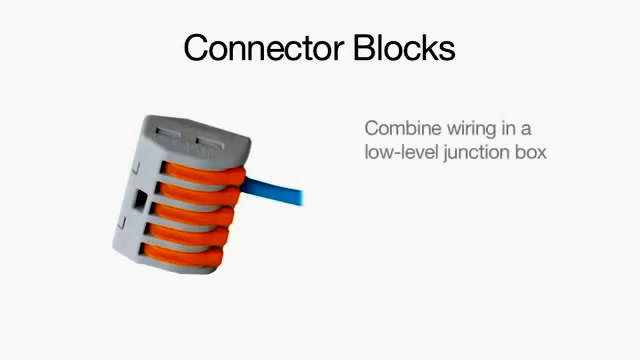 Connector Blocks
Combine wiring in a
low-level junction box